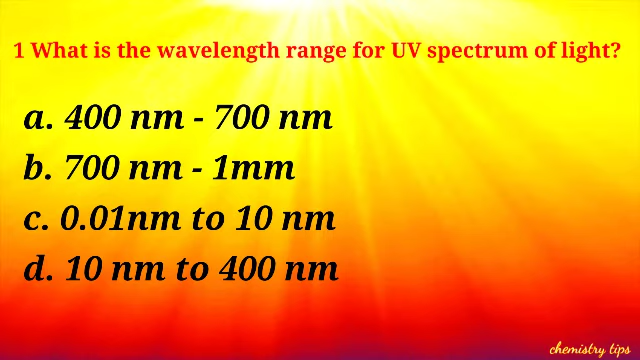 1 What is the wavelength range for UV spectrum of light?
a. 400 nm - 700 nm
b. 700 nm - 1mm
c. 0.01nm to 10 nm
d. 10 nm to 400 nm
chemistry tips